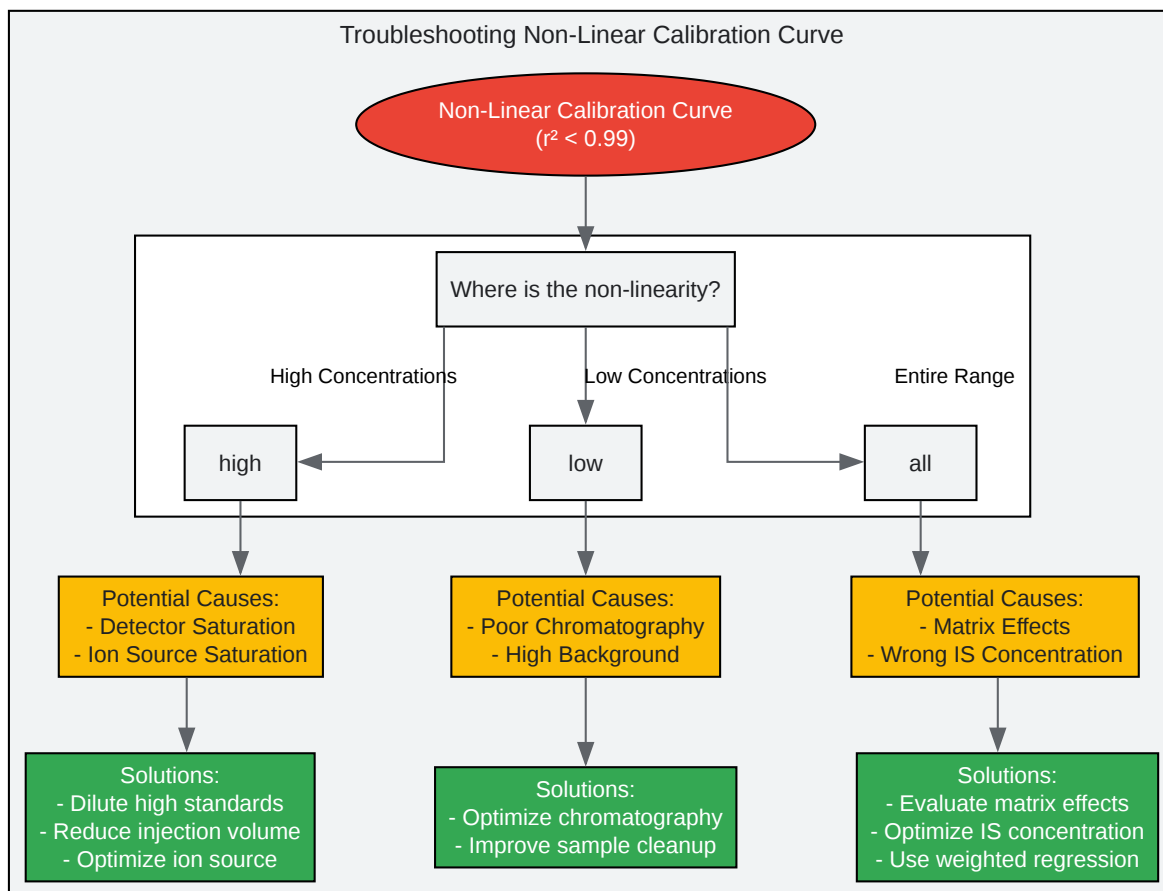 Troubleshooting Non-Linear Calibration Curve
Non-Linear Calibration Curve
(r² < 0.99)
Where is the non-linearity?
High Concentrations
Low Concentrations
Entire Range
high
low
all
Potential Causes:
- Detector Saturation
- Ion Source Saturation
Potential Causes:
- Poor Chromatography
- High Background
Potential Causes:
- Matrix Effects
- Wrong IS Concentration
Solutions:
- Dilute high standards
- Reduce injection volume
- Optimize ion source
Solutions:
- Optimize chromatography
- Improve sample cleanup
Solutions:
- Evaluate matrix effects
- Optimize IS concentration
- Use weighted regression